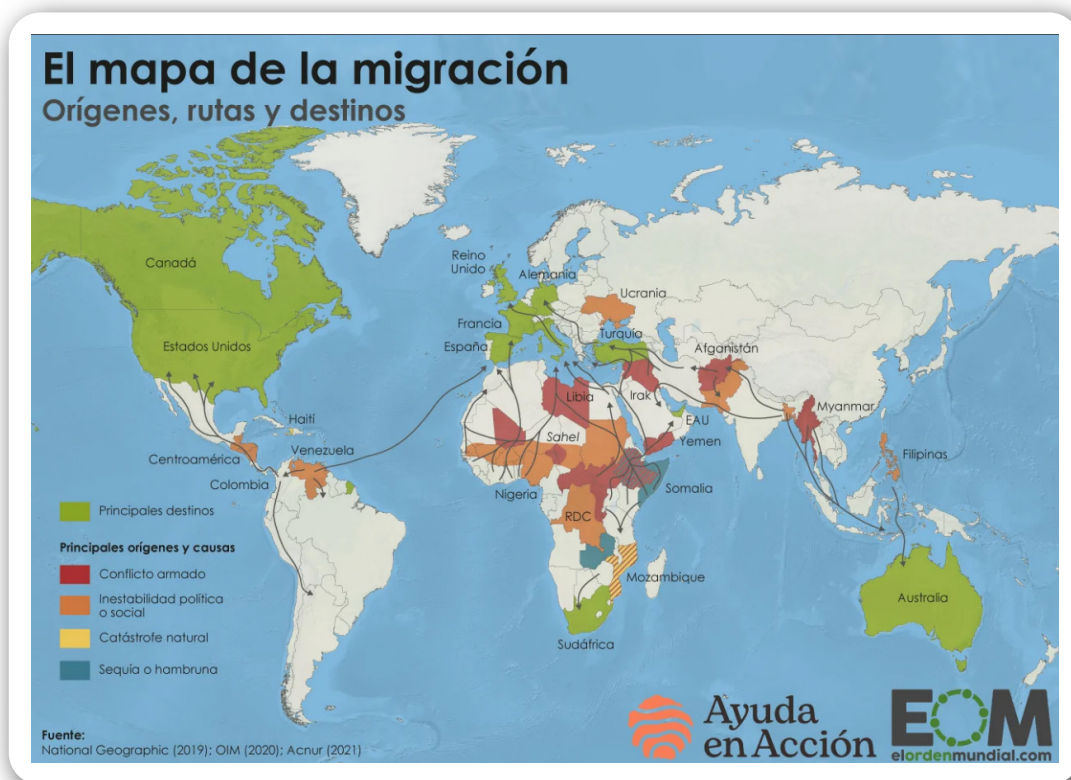 El mapa de la migración
Orígenes, rutas y destinos
Canadá
Estados Unidos
Reino
Unido
Alemania
Ucrania
Francia
España
Turquía
Afganistán
Myanmar
Libia
Irak
EAU
Yemen
Sahel
Haití
Venezuela
Centroamérica
Colombia
Nigeria
Somalia
Filipinas
RDC
Mozambique
Sudáfrica
Australia
Principales destinos
Principales orígenes y causas
Conflicto armado
Inestabilidad política
o social
Catástrofe natural
Sequía o hambruna
Fuente:
National Geographic (2019); OIM (2020); Acnur (2021)
Ayuda
en Acción
EOM
elordenmundial.com